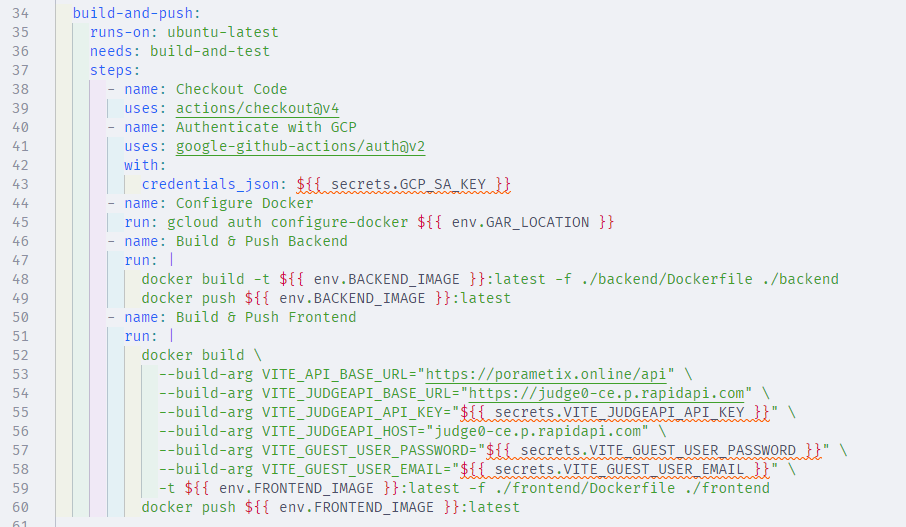 34 build-and-push:
35 runs-on: ubuntu-latest
36 needs: build-and-test
37 steps:
38 - name: Checkout Code
39 uses: actions/checkout@v4
40 - name: Authenticate with GCP
41 uses: google-github-actions/auth@v2
42 with:
43 credentials_json: ${{ secrets.GCP_SA_KEY }}
44 - name: Configure Docker
45 run: gcloud auth configure-docker ${{ env.GAR_LOCATION }}
46 - name: Build & Push Backend
47 run: |
48 docker build -t ${{ env.BACKEND_IMAGE }}:latest -f ./backend/Dockerfile ./backend
49 docker push ${{ env.BACKEND_IMAGE }}:latest
50 - name: Build & Push Frontend
51 run: |
52 docker build \
53 --build-arg VITE_API_BASE_URL="https://porametix.online/api" \
54 --build-arg VITE_JUDGEAPI_BASE_URL="https://judge0-ce.p.rapidapi.com" \
55 --build-arg VITE_JUDGEAPI_API_KEY="${{ secrets.VITE_JUDGEAPI_API_KEY }}" \
56 --build-arg VITE_JUDGEAPI_HOST="judge0-ce.p.rapidapi.com" \
57 --build-arg VITE_GUEST_USER_PASSWORD="${{ secrets.VITE_GUEST_USER_PASSWORD }}" \
58 --build-arg VITE_GUEST_USER_EMAIL="${{ secrets.VITE_GUEST_USER_EMAIL }}" \
59 -t ${{ env.FRONTEND_IMAGE }}:latest -f ./frontend/Dockerfile ./frontend
60 docker push ${{ env.FRONTEND_IMAGE }}:latest
61